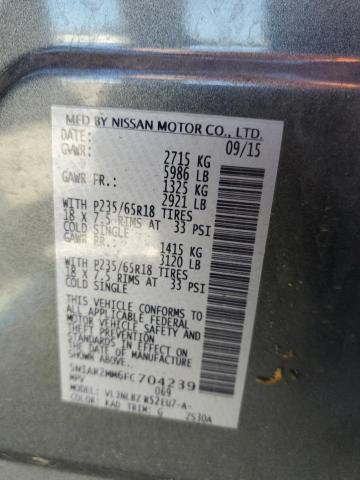 MFD BY NISSAN MOTOR CO., LTD.
DATE: 09/15
GVWR: 2715 KG
5986 LB
GAWR FR.: 1325 KG
2921 LB
WITH P235/65R18 TIRES
18 X 7.5 RIMS AT 33 PSI
COLD SINGLE
GAWR RR.: 1415 KG
3120 LB
WITH P235/65R18 TIRES
18 X 7.5 RIMS AT 33 PSI
COLD SINGLE
THIS VEHICLE CONFORMS TO
ALL APPLICABLE FEDERAL
MOTOR VEHICLE SAFETY AND
THEFT PREVENTION
STANDARDS IN EFFECT ON
THE DATE OF MANUFACTURE
SHOWN ABOVE.
5N1AR2MM6FC704239
MPV 069
MODEL:
COLOR: KAD TRIM: G 2530A